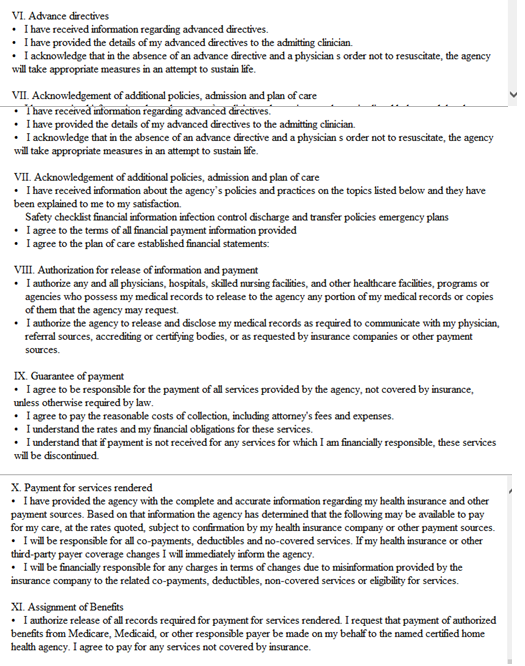 VI. Advance directives
• I have received information regarding advanced directives.
• I have provided the details of my advanced directives to the admitting clinician.
• I acknowledge that in the absence of an advance directive and a physician s order not to resuscitate, the agency
will take appropriate measures in an attempt to sustain life.
VII. Acknowledgement of additional policies, admission and plan of care
• I have received information regarding advanced directives.
• I have provided the details of my advanced directives to the admitting clinician.
• I acknowledge that in the absence of an advance directive and a physician s order not to resuscitate, the agency
will take appropriate measures in an attempt to sustain life.
VII. Acknowledgement of additional policies, admission and plan of care
• I have received information about the agency's policies and practices on the topics listed below and they have
been explained to me to my satisfaction.
Safety checklist financial information infection control discharge and transfer policies emergency plans
• I agree to the terms of all financial payment information provided
• I agree to the plan of care established financial statements:
VIII. Authorization for release of information and payment
• I authorize any and all physicians, hospitals, skilled nursing facilities, and other healthcare facilities, programs or
agencies who possess my medical records to release to the agency any portion of my medical records or copies
of them that the agency may request.
• I authorize the agency to release and disclose my medical records as required to communicate with my physician,
referral sources, accrediting or certifying bodies, or as requested by insurance companies or other payment
sources.
IX. Guarantee of payment
• I agree to be responsible for the payment of all services provided by the agency, not covered by insurance,
unless otherwise required by law.
• I agree to pay the reasonable costs of collection, including attorney's fees and expenses.
• I understand the rates and my financial obligations for these services.
• I understand that if payment is not received for any services for which I am financially responsible, these services
will be discontinued.
X. Payment for services rendered
• I have provided the agency with the complete and accurate information regarding my health insurance and other
payment sources. Based on that information the agency has determined that the following may be available to pay
for my care, at the rates quoted, subject to confirmation by my health insurance company or other payment sources.
• I will be responsible for all co-payments, deductibles and no-covered services. If my health insurance or other
third-party payer coverage changes I will immediately inform the agency.
• I will be financially responsible for any charges in terms of changes due to misinformation provided by the
insurance company to the related co-payments, deductibles, non-covered services or eligibility for services.
XI. Assignment of Benefits
• I authorize release of all records required for payment for services rendered. I request that payment of authorized
benefits from Medicare, Medicaid, or other responsible payer be made on my behalf to the named certified home
health agency. I agree to pay for any services not covered by insurance.